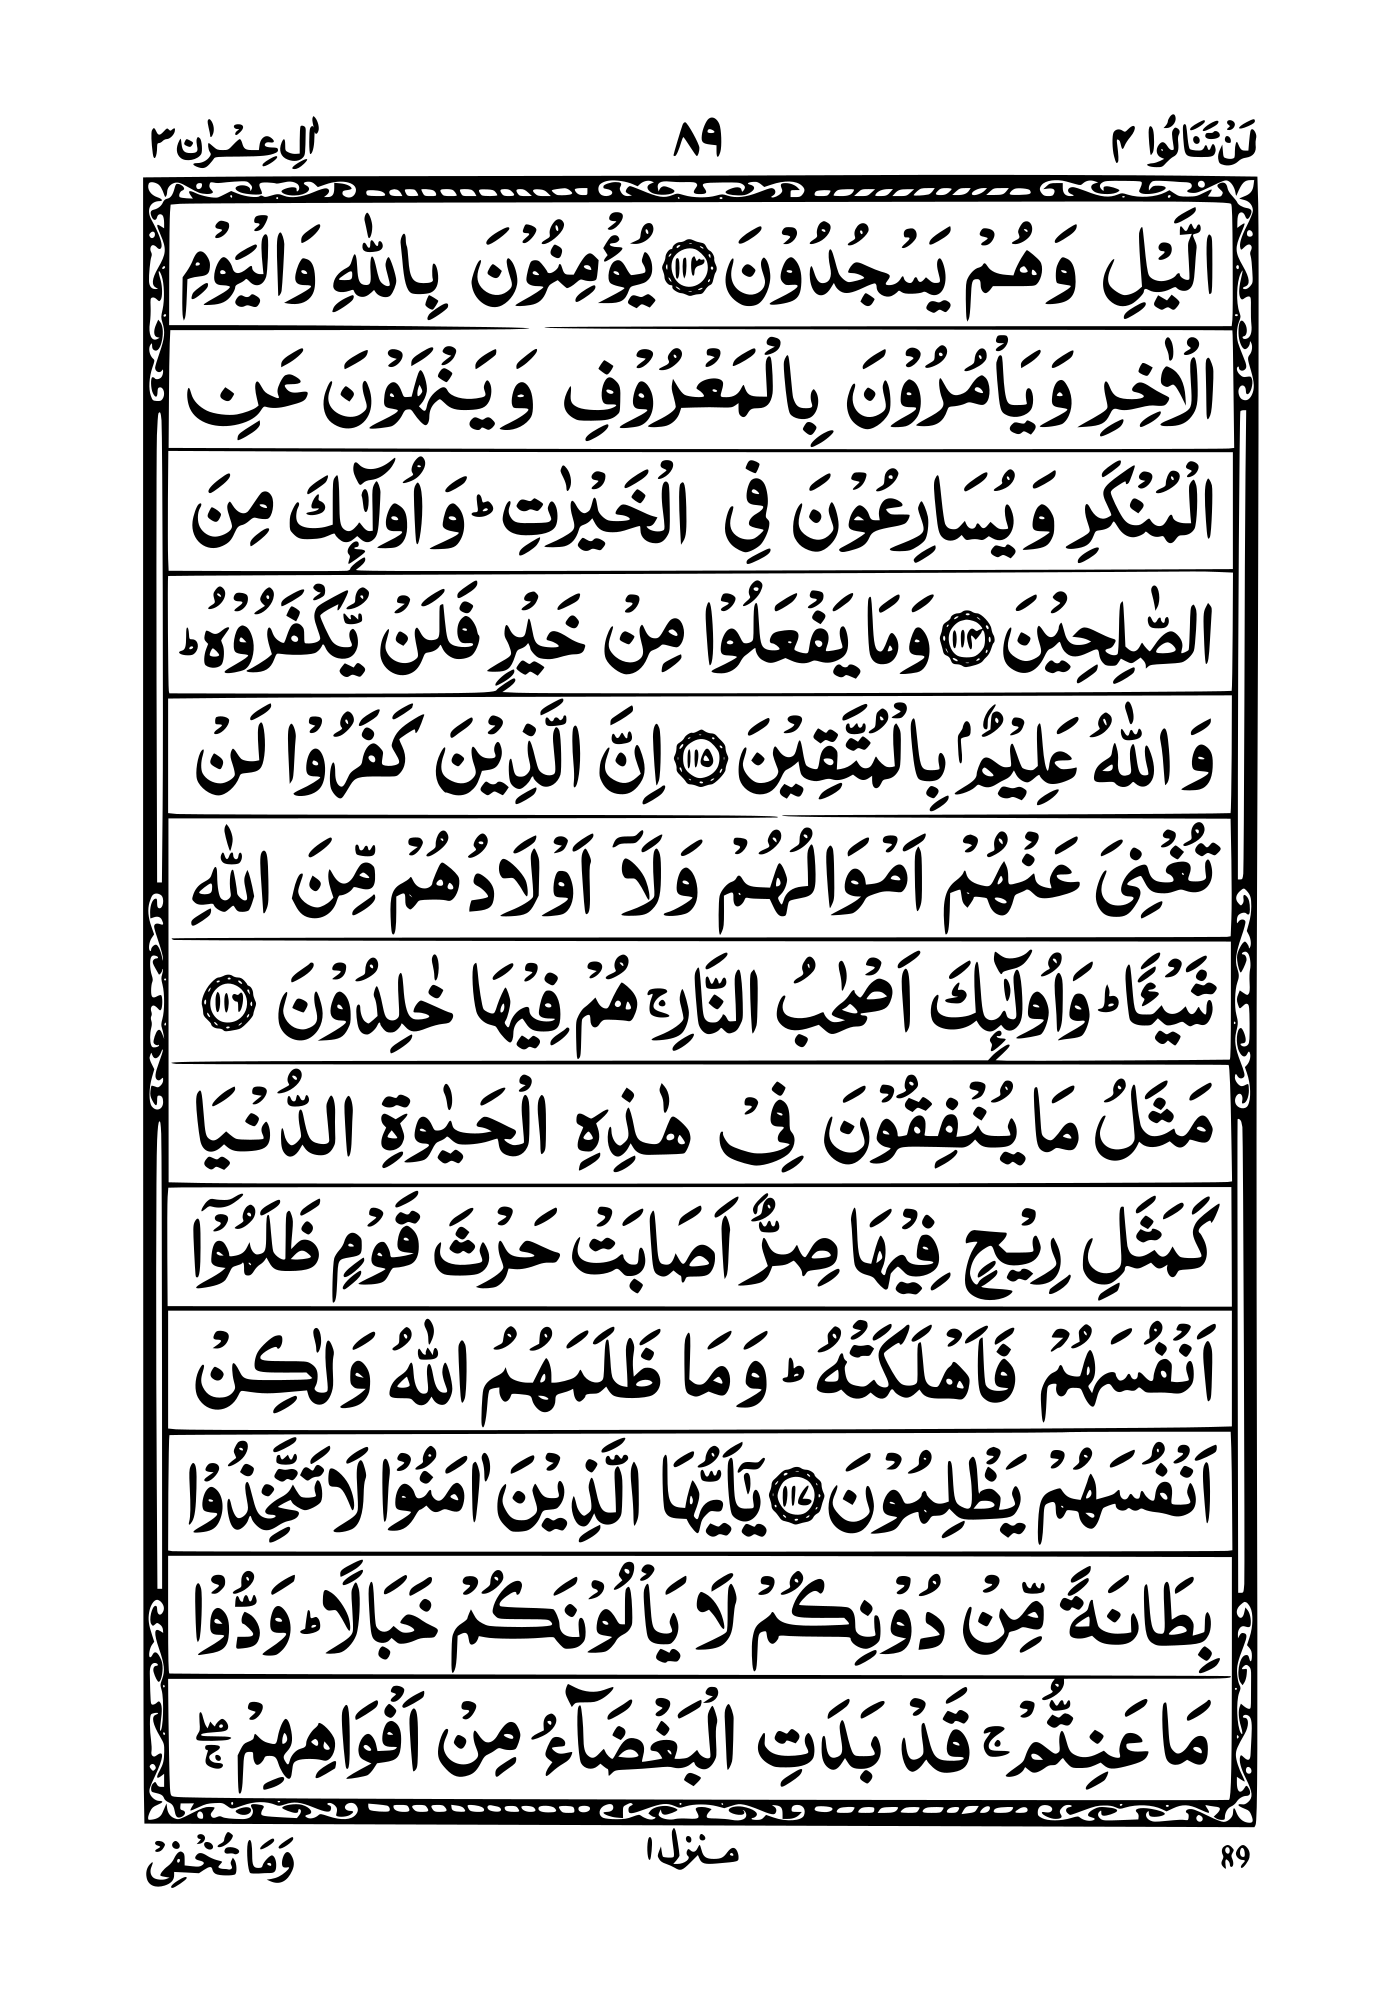 لَنْ تَنَالُوا ۴ ۸۹ اٰلِ عِمْرٰن ۳
الَّيْلِ وَهُمْ يَسْجُدُوْنَ ۝۱۱۳ يُؤْمِنُوْنَ بِاللّٰهِ وَالْيَوْمِ
الْاٰخِرِ وَيَاْمُرُوْنَ بِالْمَعْرُوْفِ وَيَنْهَوْنَ عَنِ
الْمُنْكَرِ وَيُسَارِعُوْنَ فِى الْخَيْرٰتِ ؕ وَاُولٰٓئِكَ مِنَ
الصّٰلِحِيْنَ ۝۱۱۴ وَمَا يَفْعَلُوْا مِنْ خَيْرٍ فَلَنْ يُّكْفَرُوْهُ ؕ
وَاللّٰهُ عَلِيْمٌۢ بِالْمُتَّقِيْنَ ۝۱۱۵ اِنَّ الَّذِيْنَ كَفَرُوْا لَنْ
تُغْنِىَ عَنْهُمْ اَمْوَالُهُمْ وَلَاۤ اَوْلَادُهُمْ مِّنَ اللّٰهِ
شَيْئًا ؕ وَاُولٰٓئِكَ اَصْحٰبُ النَّارِ ۚ هُمْ فِيْهَا خٰلِدُوْنَ ۝۱۱۶
مَثَلُ مَا يُنْفِقُوْنَ فِىْ هٰذِهِ الْحَيٰوةِ الدُّنْيَا
كَمَثَلِ رِيْحٍ فِيْهَا صِرٌّ اَصَابَتْ حَرْثَ قَوْمٍ ظَلَمُوْۤا
اَنْفُسَهُمْ فَاَهْلَكَتْهُ ؕ وَمَا ظَلَمَهُمُ اللّٰهُ وَلٰكِنْ
اَنْفُسَهُمْ يَظْلِمُوْنَ ۝۱۱۷ يٰۤاَيُّهَا الَّذِيْنَ اٰمَنُوْا لَا تَتَّخِذُوْا
بِطَانَةً مِّنْ دُوْنِكُمْ لَا يَاْلُوْنَكُمْ خَبَالًا ؕ وَدُّوْا
مَا عَنِتُّمْ ۚ قَدْ بَدَتِ الْبَغْضَآءُ مِنْ اَفْوَاهِهِمْ ۖۚ
89 منزل ۱ وَمَا تُخْفِىْ